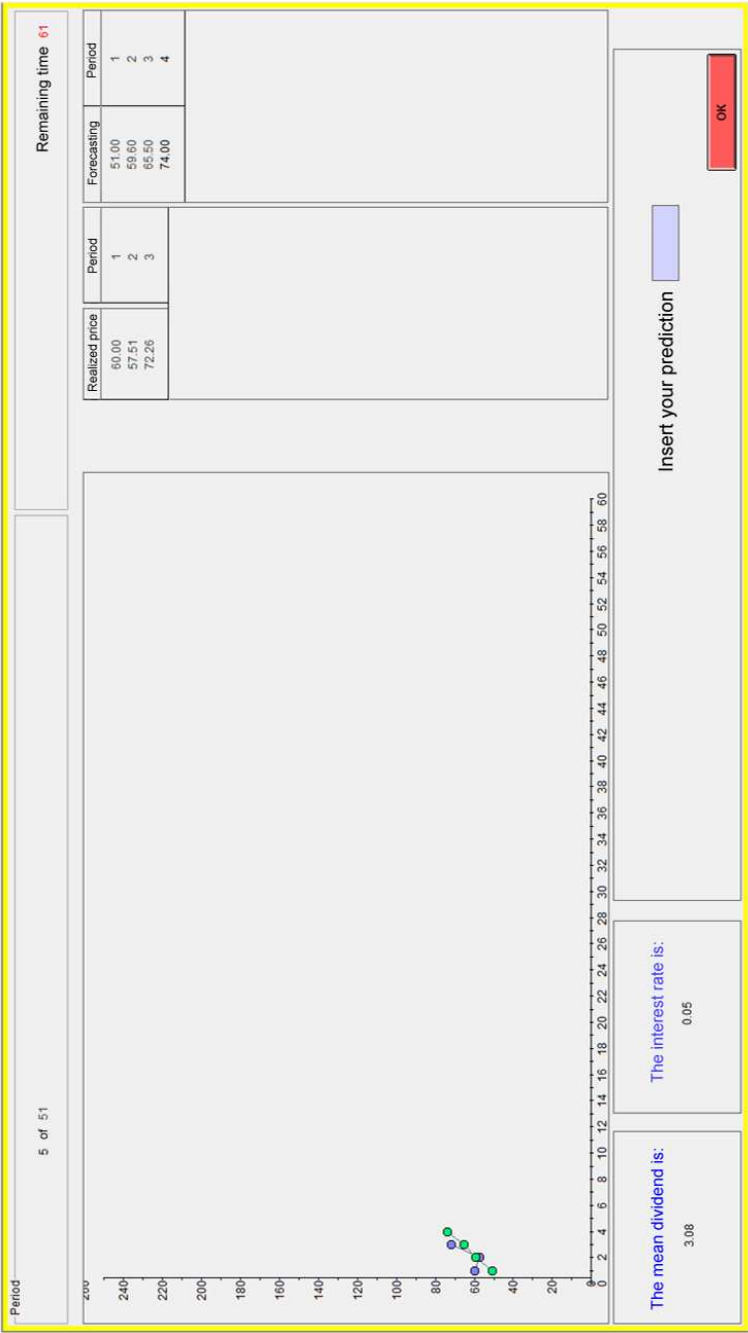 Period
5 of 51
Remaining time 61
240
220
200
180
160
140
120
100
80
60
40
20
0
0 2 4 6 8 10 12 14 16 18 20 22 24 26 28 30 32 34 36 38 40 42 44 46 48 50 52 54 56 58 60
Realized price Period
60.00 1
57.51 2
72.26 3
Forecasting Period
51.00 1
59.60 2
65.50 3
74.00 4
The mean dividend is:
3.08
The interest rate is:
0.05
Insert your prediction
OK